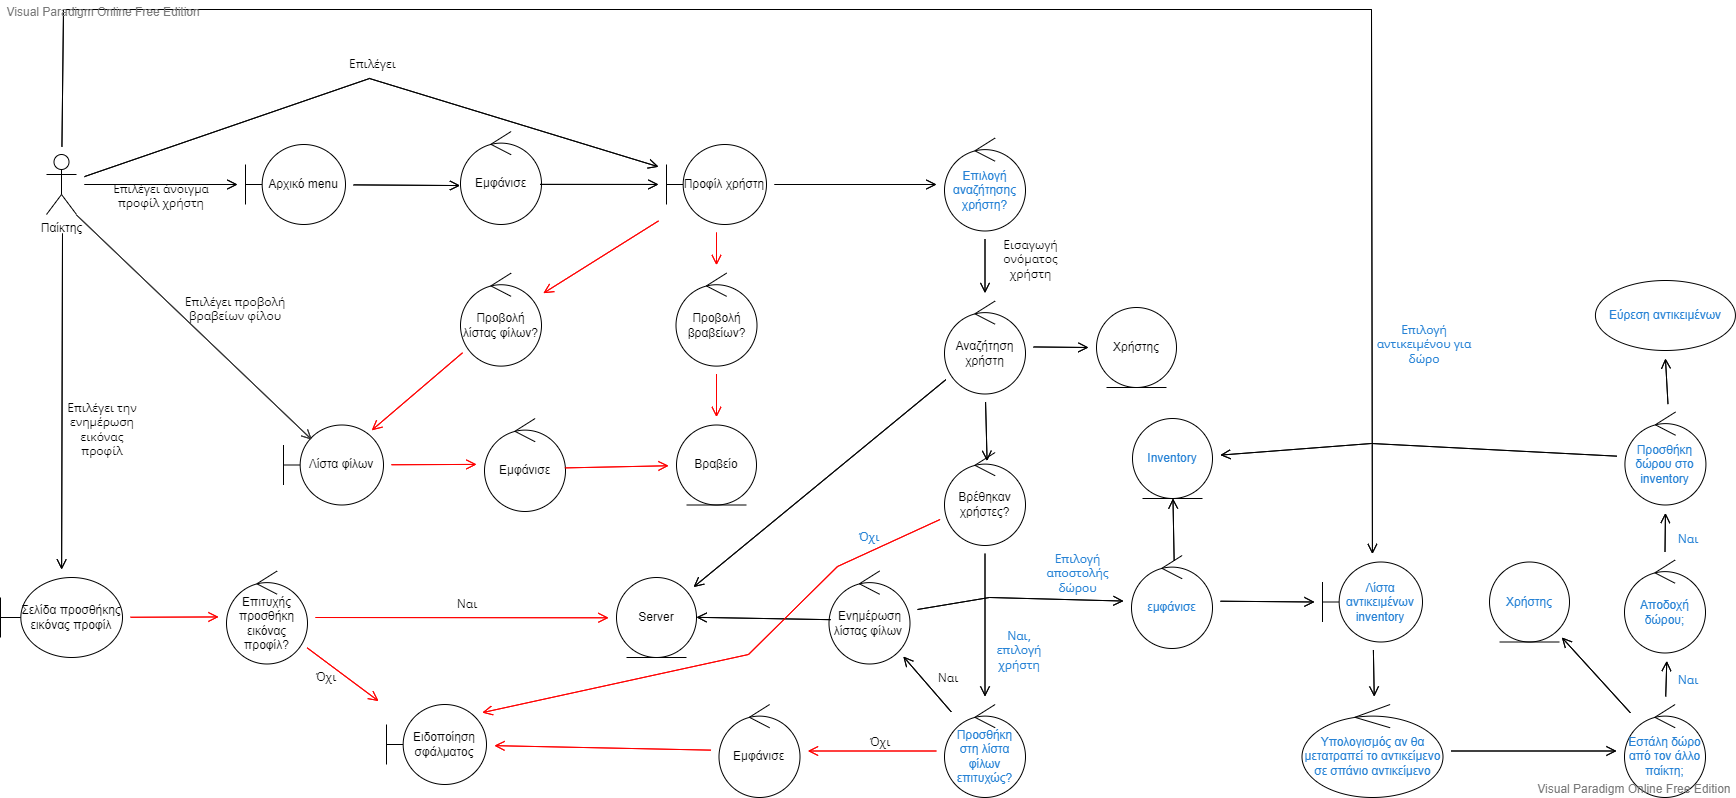 Visual Paradigm Online Free Edition
Επιλέγει
Παίκτης
Επιλέγει άνοιγμα
προφίλ χρήστη
Αρχικό menu
Εμφάνισε
Προφίλ χρήστη
Επιλογή
αναζήτησης
χρήστη?
Εισαγωγή
ονόματος
χρήστη
Επιλέγει προβολή
βραβείων φίλου
Προβολή
λίστας φίλων?
Προβολή
βραβείων?
Αναζήτηση
χρήστη
Χρήστης
Επιλογή
αντικειμένου για
δώρο
Εύρεση αντικειμένων
Επιλέγει την
ενημέρωση
εικόνας
προφίλ
Λίστα φίλων
Εμφάνισε
Βραβείο
Βρέθηκαν
χρήστες?
Inventory
Προσθήκη
δώρου στο
inventory
Όχι
Επιλογή
αποστολής
δώρου
Ναι
Σελίδα προσθήκης
εικόνας προφίλ
Επιτυχής
προσθήκη
εικόνας
προφίλ?
Ναι
Server
Ενημέρωση
λίστας φίλων
εμφάνισε
Λίστα
αντικειμένων
inventory
Χρήστης
Αποδοχή
δώρου;
Όχι
Ναι
Ναι,
επιλογή
χρήστη
Ναι
Ειδοποίηση
σφάλματος
Εμφάνισε
Όχι
Προσθήκη
στη λίστα
φίλων
επιτυχώς?
Υπολογισμός αν θα
μετατραπεί το αντικείμενο
σε σπάνιο αντικείμενο
Εστάλη δώρο
από τον άλλο
παίκτη;
Visual Paradigm Online Free Edition